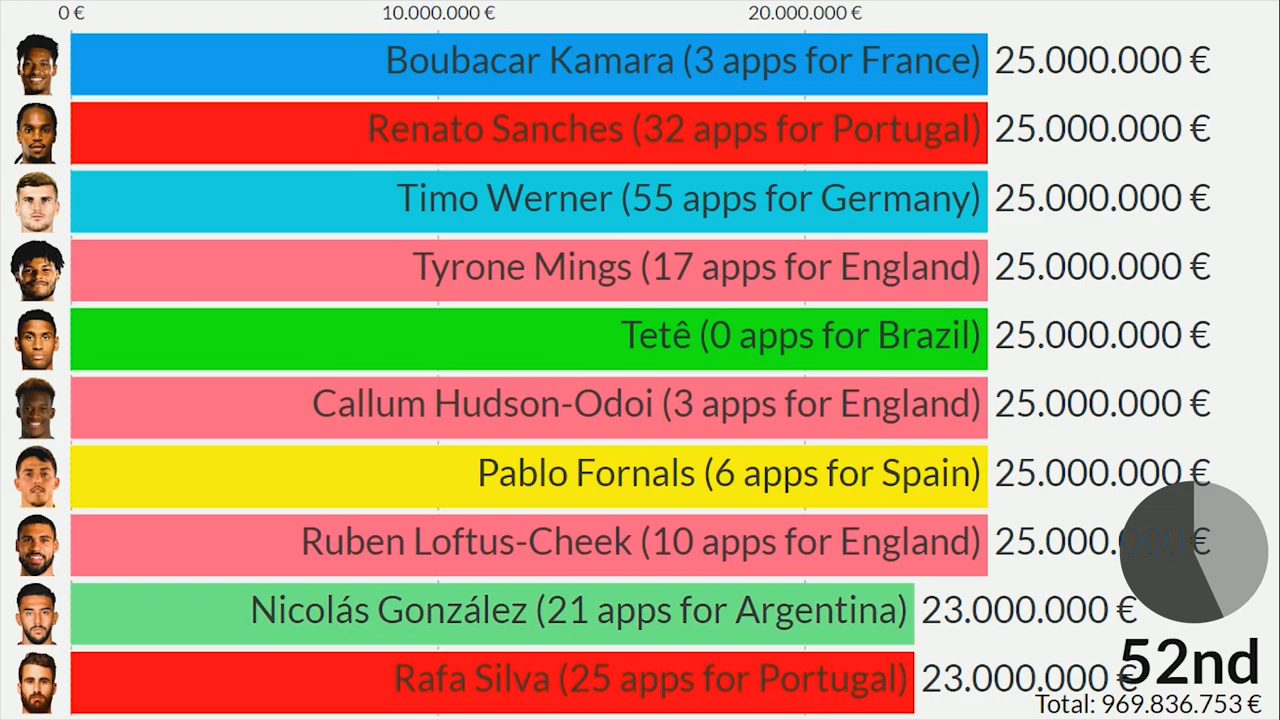 0 € 10.000.000 € 20.000.000 €
Boubacar Kamara (3 apps for France) 25.000.000 €
Renato Sanches (32 apps for Portugal) 25.000.000 €
Timo Werner (55 apps for Germany) 25.000.000 €
Tyrone Mings (17 apps for England) 25.000.000 €
Tetê (0 apps for Brazil) 25.000.000 €
Callum Hudson-Odoi (3 apps for England) 25.000.000 €
Pablo Fornals (6 apps for Spain) 25.000.000 €
Ruben Loftus-Cheek (10 apps for England) 25.000.000 €
Nicolás González (21 apps for Argentina) 23.000.000 €
Rafa Silva (25 apps for Portugal) 23.000.000 €
52nd
Total: 969.836.753 €